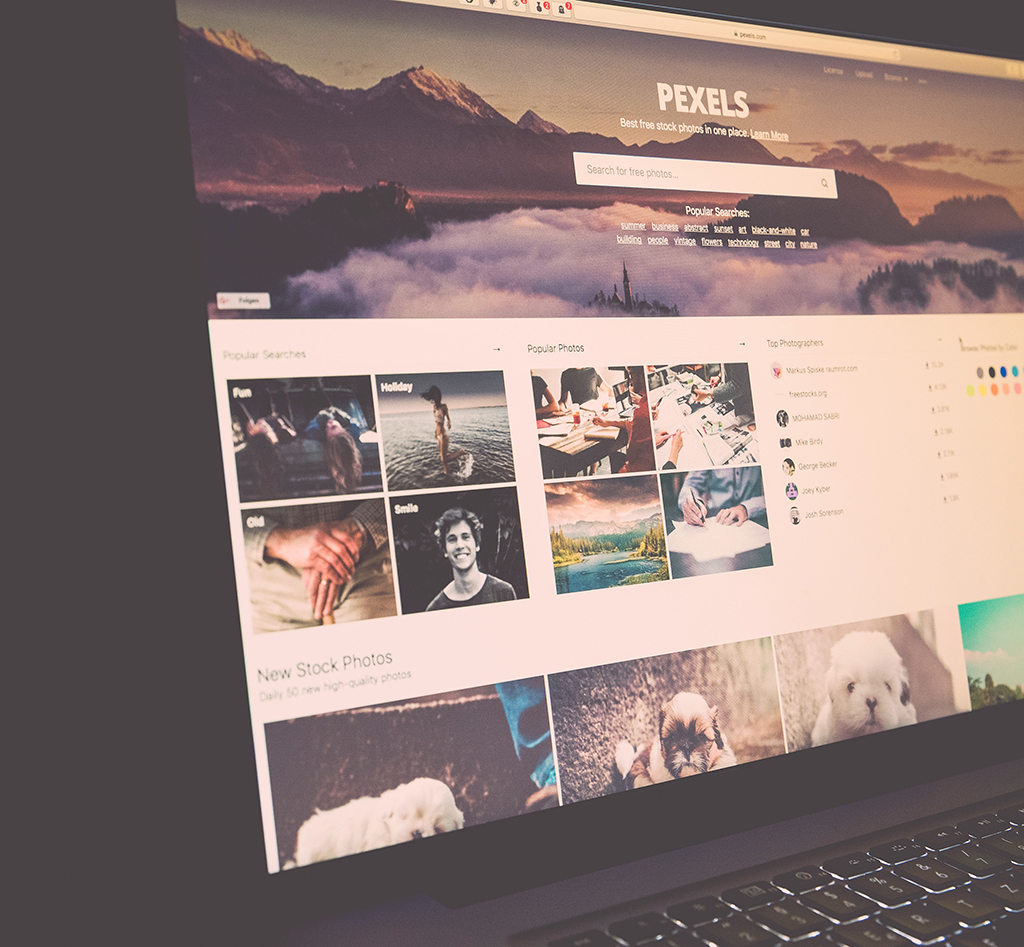 pexels.com
License Upload Browse
PEXELS
Best free stock photos in one place. Learn More
Search for free photos...
Popular Searches:
summer business abstract sunset art black-and-white car
building people vintage flowers technology street city nature
Folgen
Popular Searches →
Fun
Holiday
Old
Smile
Popular Photos →
Top Photographers
Markus Spiske raumrot.com
freestocks.org
MOHAMAD SABRI
Mike Birdy
George Becker
Joey Kyber
Josh Sorenson
Browse Photos by Color
New Stock Photos
Daily 50 new high-quality photos